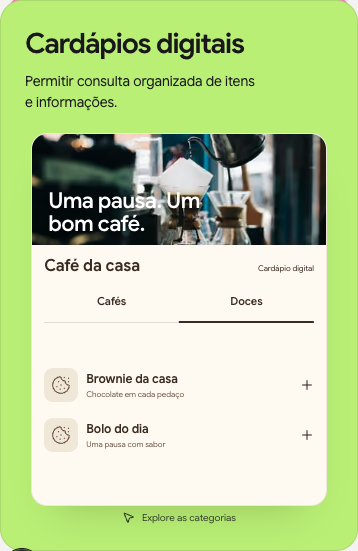 Cardápios digitais
Permitir consulta organizada de itens
e informações.
Uma pausa. Um
bom café.
Café da casa
Cardápio digital
Cafés
Doces
Brownie da casa
Chocolate em cada pedaço
Bolo do dia
Uma pausa com sabor
Explore as categorias